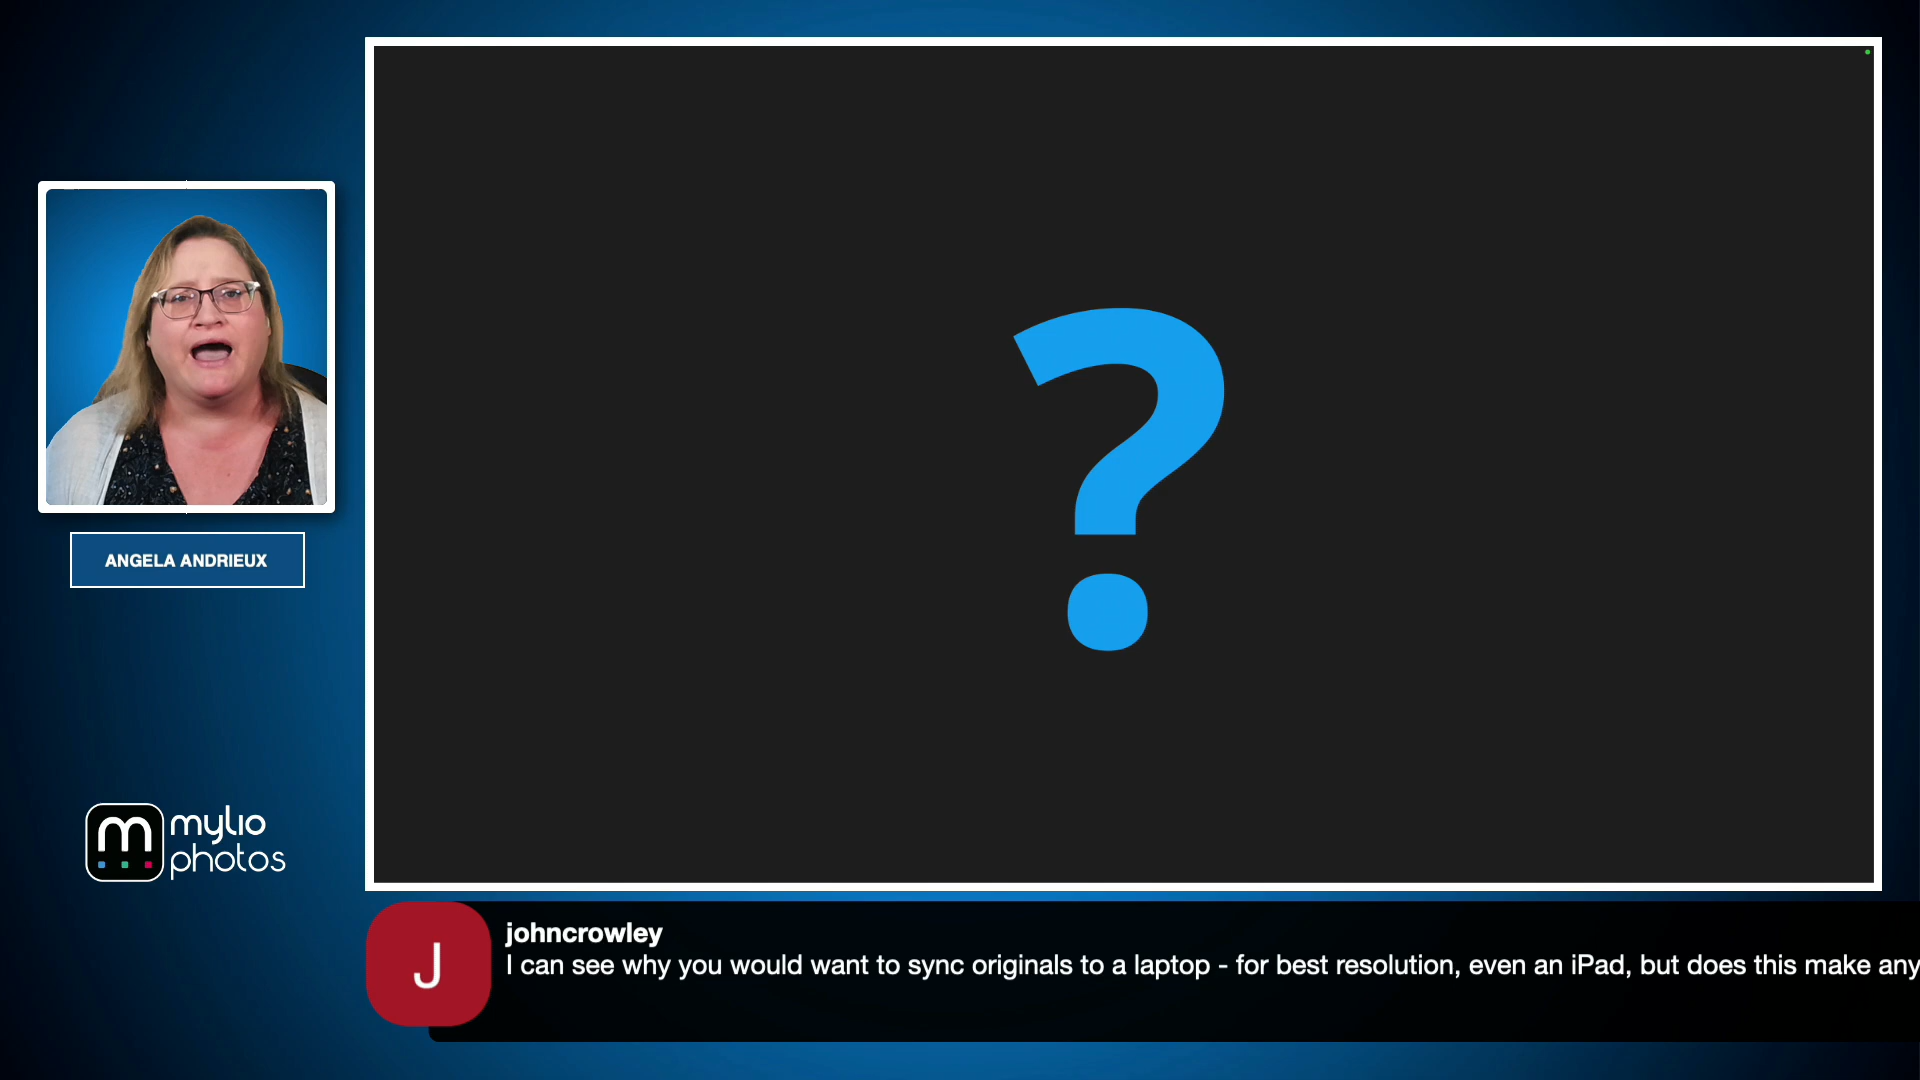 ?
ANGELA ANDRIEUX
mylio
photos
J
johncrowley
I can see why you would want to sync originals to a laptop - for best resolution, even an iPad, but does this make any